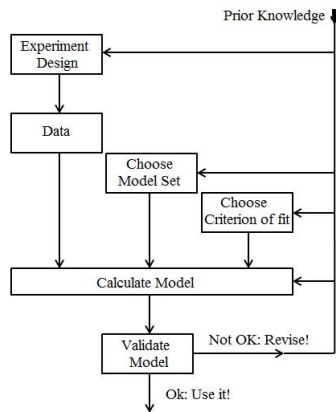 Prior Knowledge
Experiment
Design
Data
Choose
Model Set
Choose
Criterion of fit
Calculate Model
Validate
Model
Not OK: Revise!
Ok: Use it!